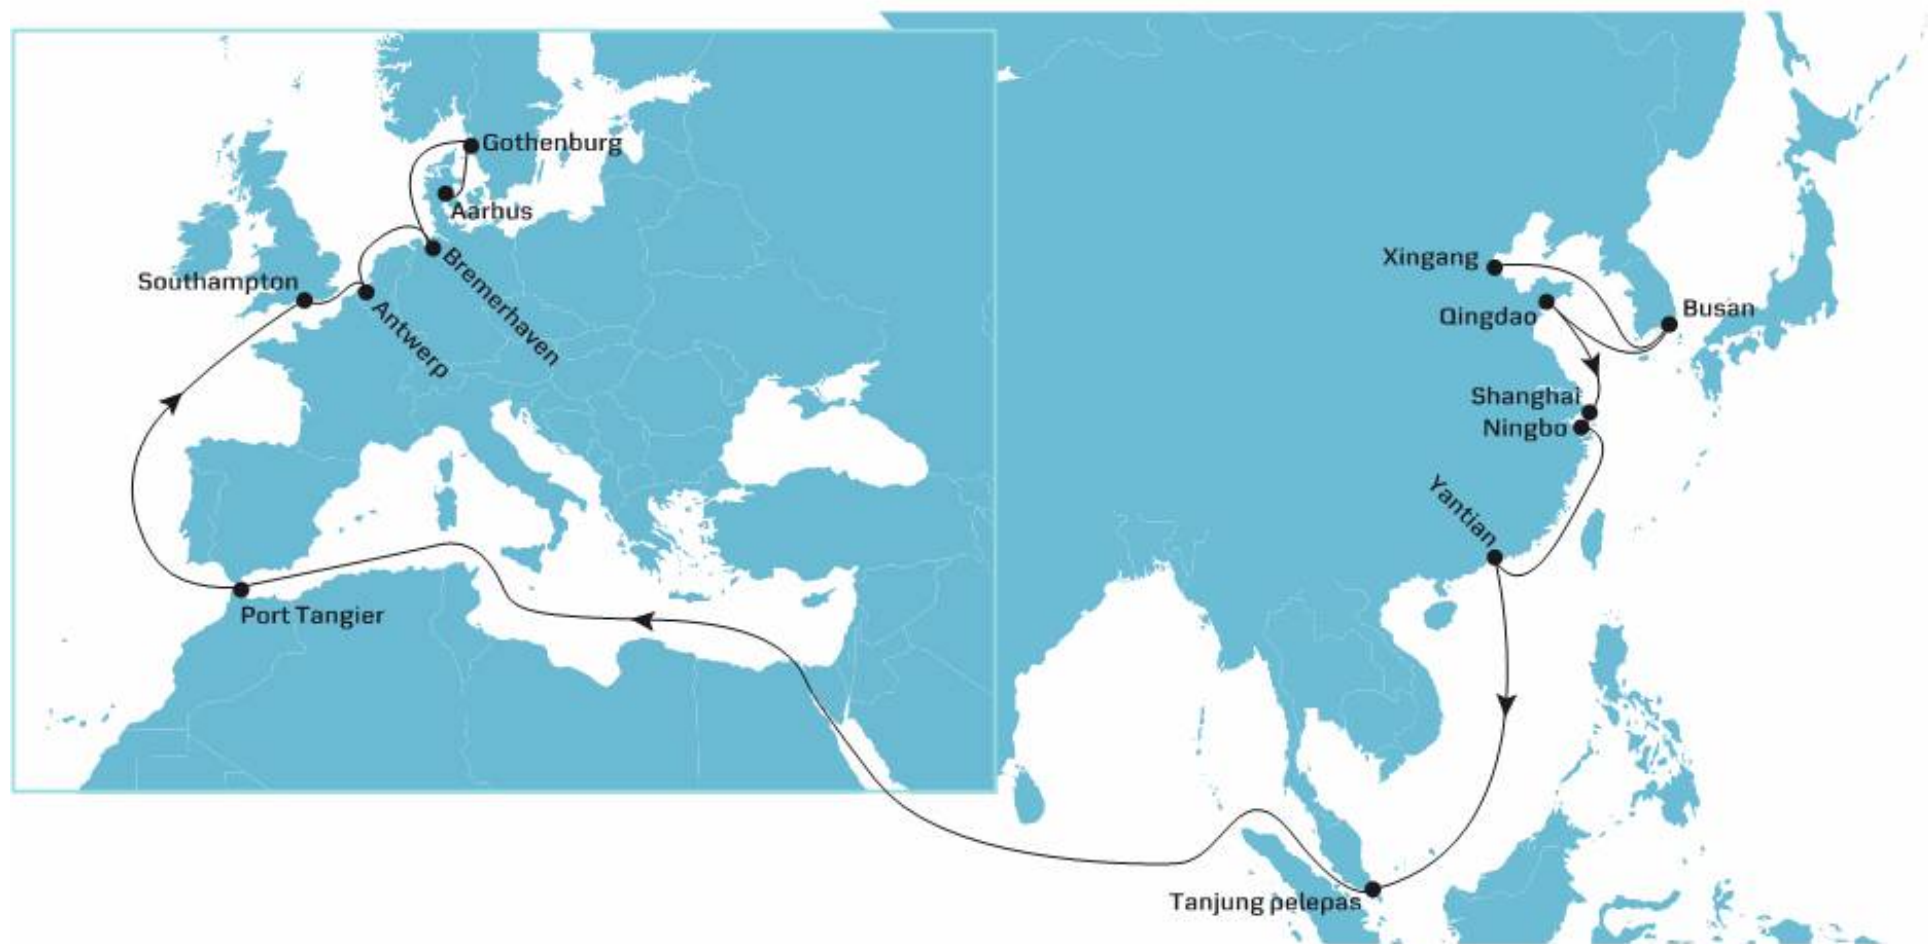 Gothenburg
Aarhus
Southampton
Bremerhaven
Antwerp
Port Tangier
Xingang
Busan
Qingdao
Shanghai
Ningbo
Yantian
Tanjung pelepas